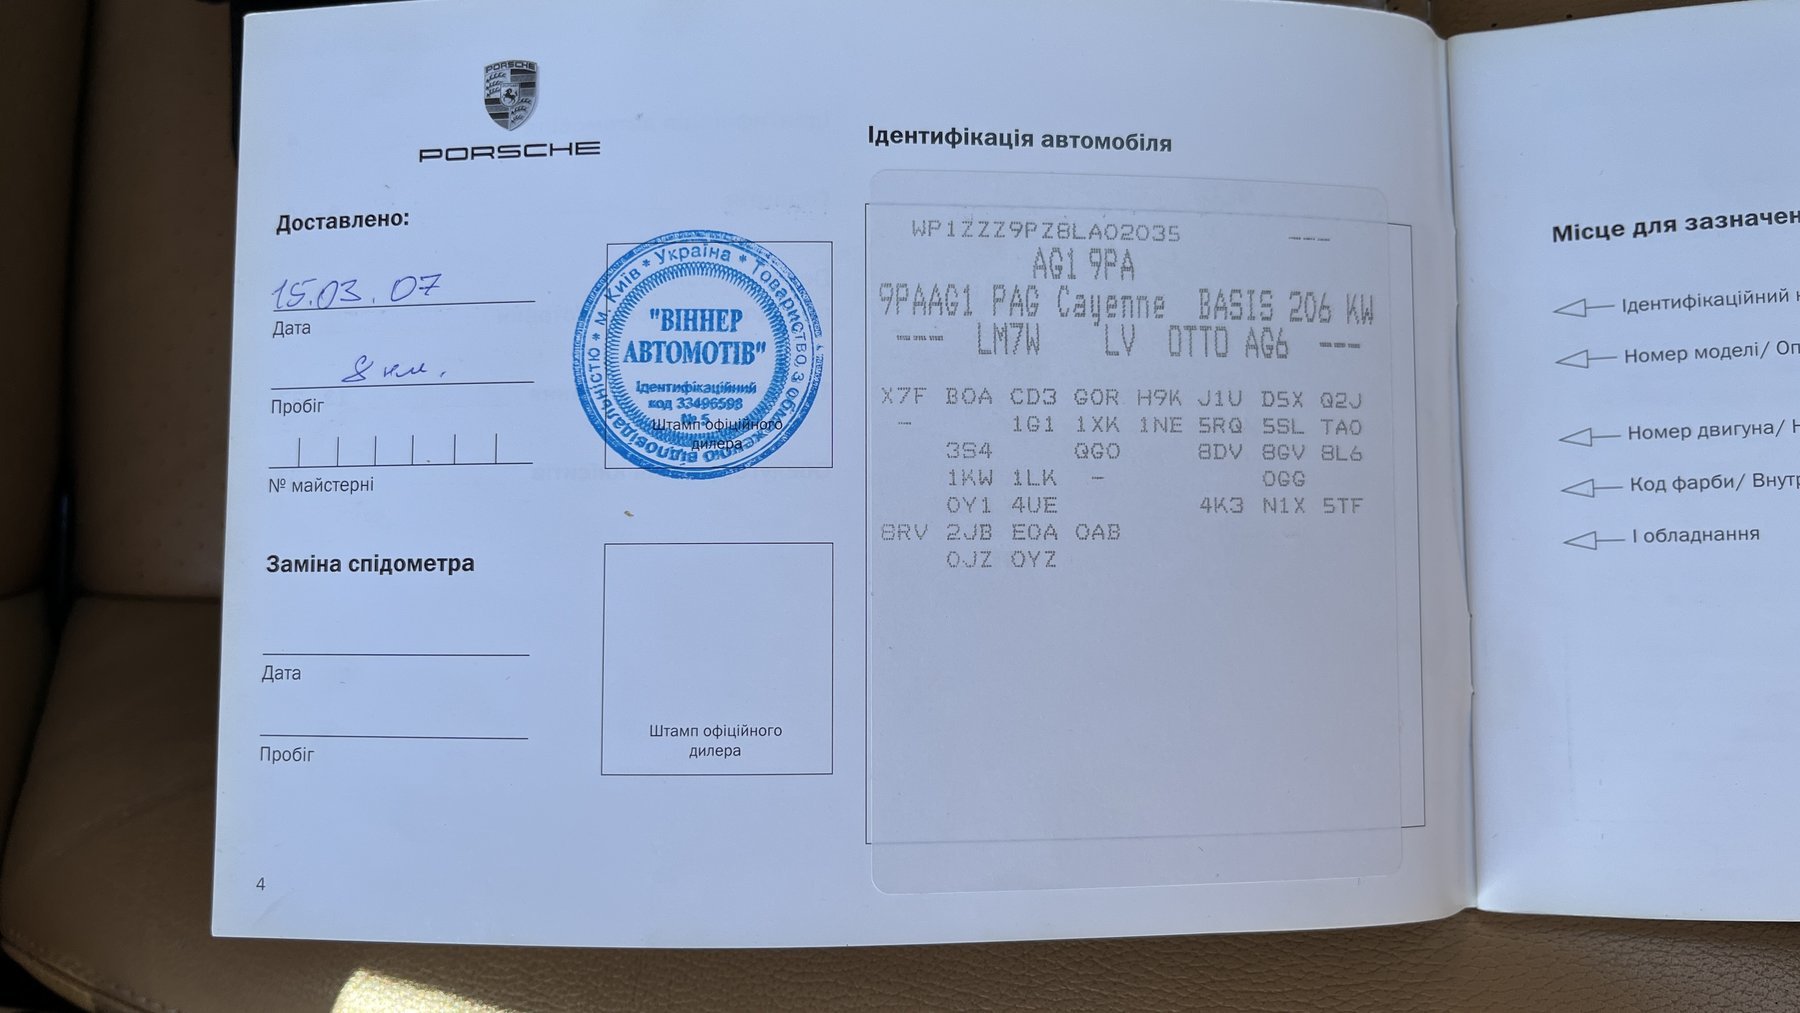 PORSCHE
PORSCHE
Доставлено:
15.03.07
Дата
8 км.
Пробіг
№ майстерні
* м. Київ * Україна * Товариство з обмеженою відповідальністю
"ВІННЕР
АВТОМОТІВ"
Ідентифікаційний
код 33496598
№ 5
Штамп офіційного
дилера
Заміна спідометра
Дата
Пробіг
Штамп офіційного
дилера
4
Ідентифікація автомобіля
WP1ZZZ9PZ8LA02035 ---
AG1 9PA
9PAAG1 PAG Cayenne BASIS 206 KW
--- LM7W LV OTTO AG6 ---
X7F B0A CD3 G0R H9K J1U D5X Q2J
- 1G1 1XK 1NE 5RQ 5SL TA0
3S4 QG0 8DV 8GV 8L6
1KW 1LK - 0GG
0Y1 4UE 4K3 N1X 5TF
8RV 2JB E0A 0AB
0JZ 0YZ
Місце для
Ідентифікаційний
Номер моделі/
Номер двигуна/
Код фарби/
І обладнання